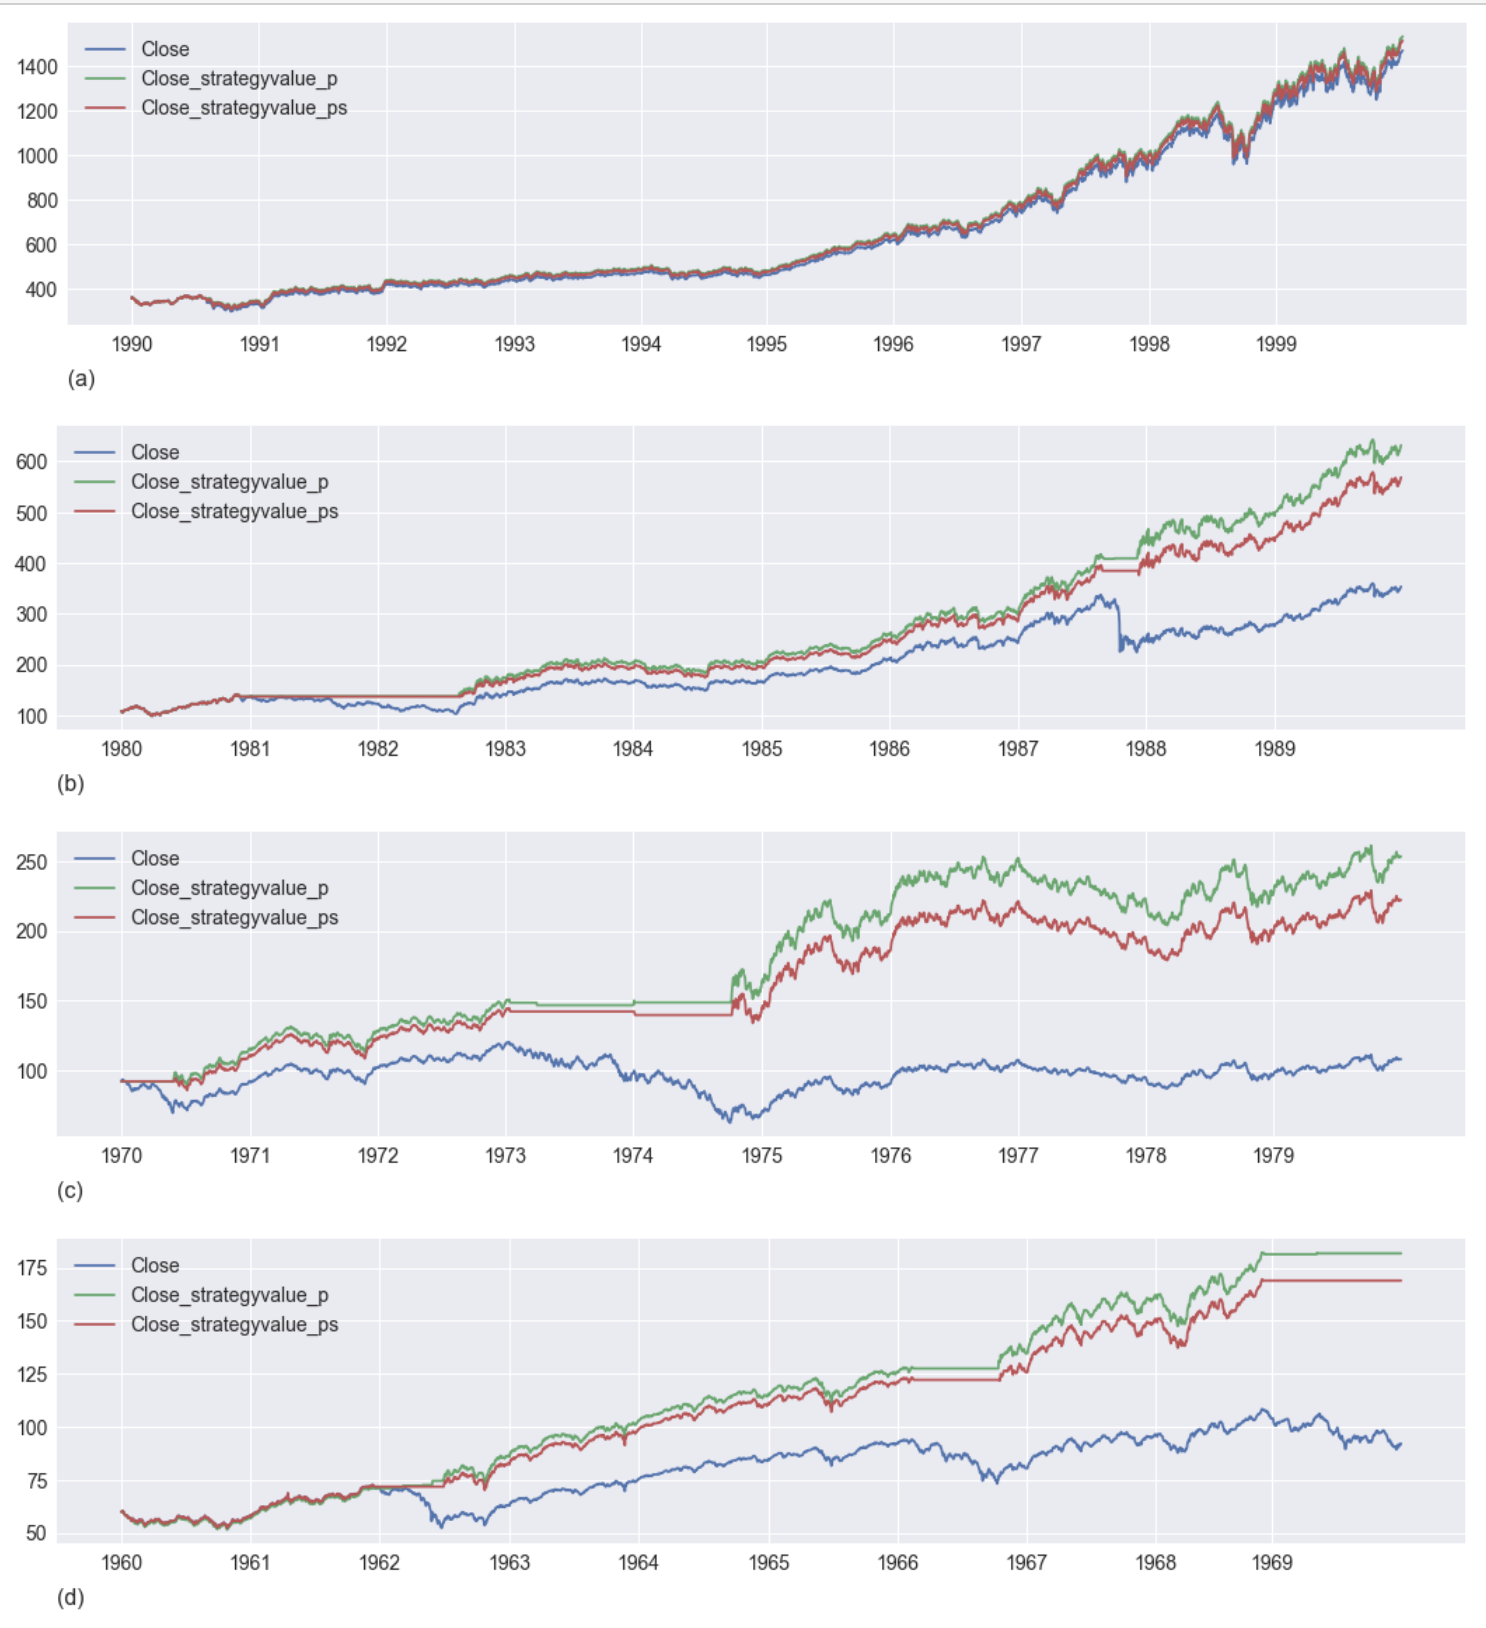 Close
Close_strategyvalue_p
Close_strategyvalue_ps
1400
1200
1000
800
600
400
1990 1991 1992 1993 1994 1995 1996 1997 1998 1999
(a)
Close
Close_strategyvalue_p
Close_strategyvalue_ps
600
500
400
300
200
100
1980 1981 1982 1983 1984 1985 1986 1987 1988 1989
(b)
Close
Close_strategyvalue_p
Close_strategyvalue_ps
250
200
150
100
1970 1971 1972 1973 1974 1975 1976 1977 1978 1979
(c)
Close
Close_strategyvalue_p
Close_strategyvalue_ps
175
150
125
100
75
50
1960 1961 1962 1963 1964 1965 1966 1967 1968 1969
(d)